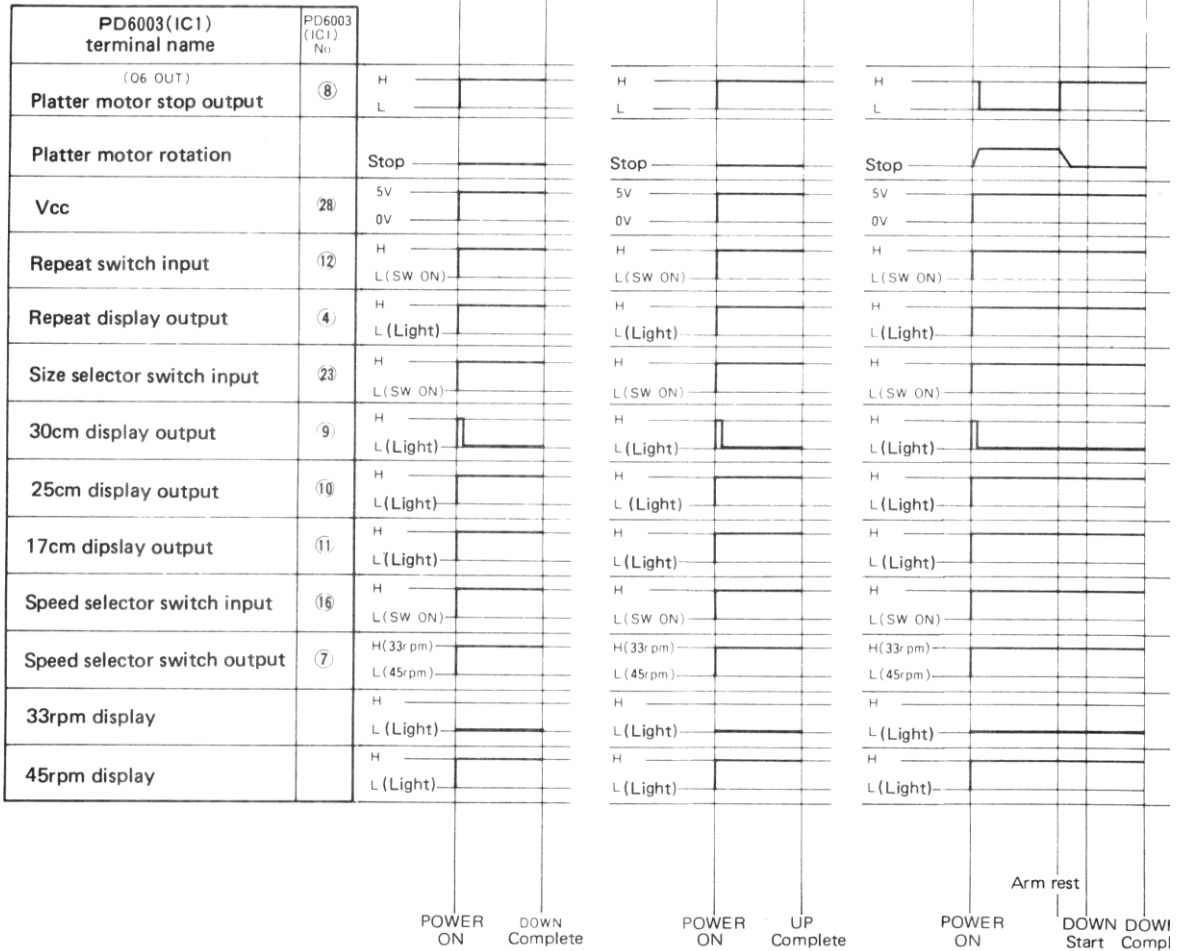 PD6003(IC1) terminal name PD6003 (IC1) No.
(06 OUT)
Platter motor stop output ⑧ H H H
L L L
Platter motor rotation Stop Stop Stop
Vcc ㉘ 5V 5V 5V
0V 0V 0V
Repeat switch input ⑫ H H H
L(SW ON) L(SW ON) L(SW ON)
Repeat display output ④ H H H
L(Light) L(Light) L(Light)
Size selector switch input ㉓ H H H
L(SW ON) L(SW ON) L(SW ON)
30cm display output ⑨ H H H
L(Light) L(Light) L(Light)
25cm display output ⑩ H H H
L(Light) L (Light) L(Light)
17cm dipslay output ⑪ H H H
L(Light) L(Light) L(Light)
Speed selector switch input ⑯ H H H
L(SW ON) L(SW ON) L(SW ON)
Speed selector switch output ⑦ H(33rpm) H(33rpm) H(33rpm)
L(45rpm) L(45rpm) L(45rpm)
33rpm display H H H
L (Light) L(Light) L(Light)
45rpm display H H H
L(Light) L(Light) L(Light)
Arm rest
POWER DOWN POWER UP POWER DOWN DOW
ON Complete ON Complete ON Start Compl